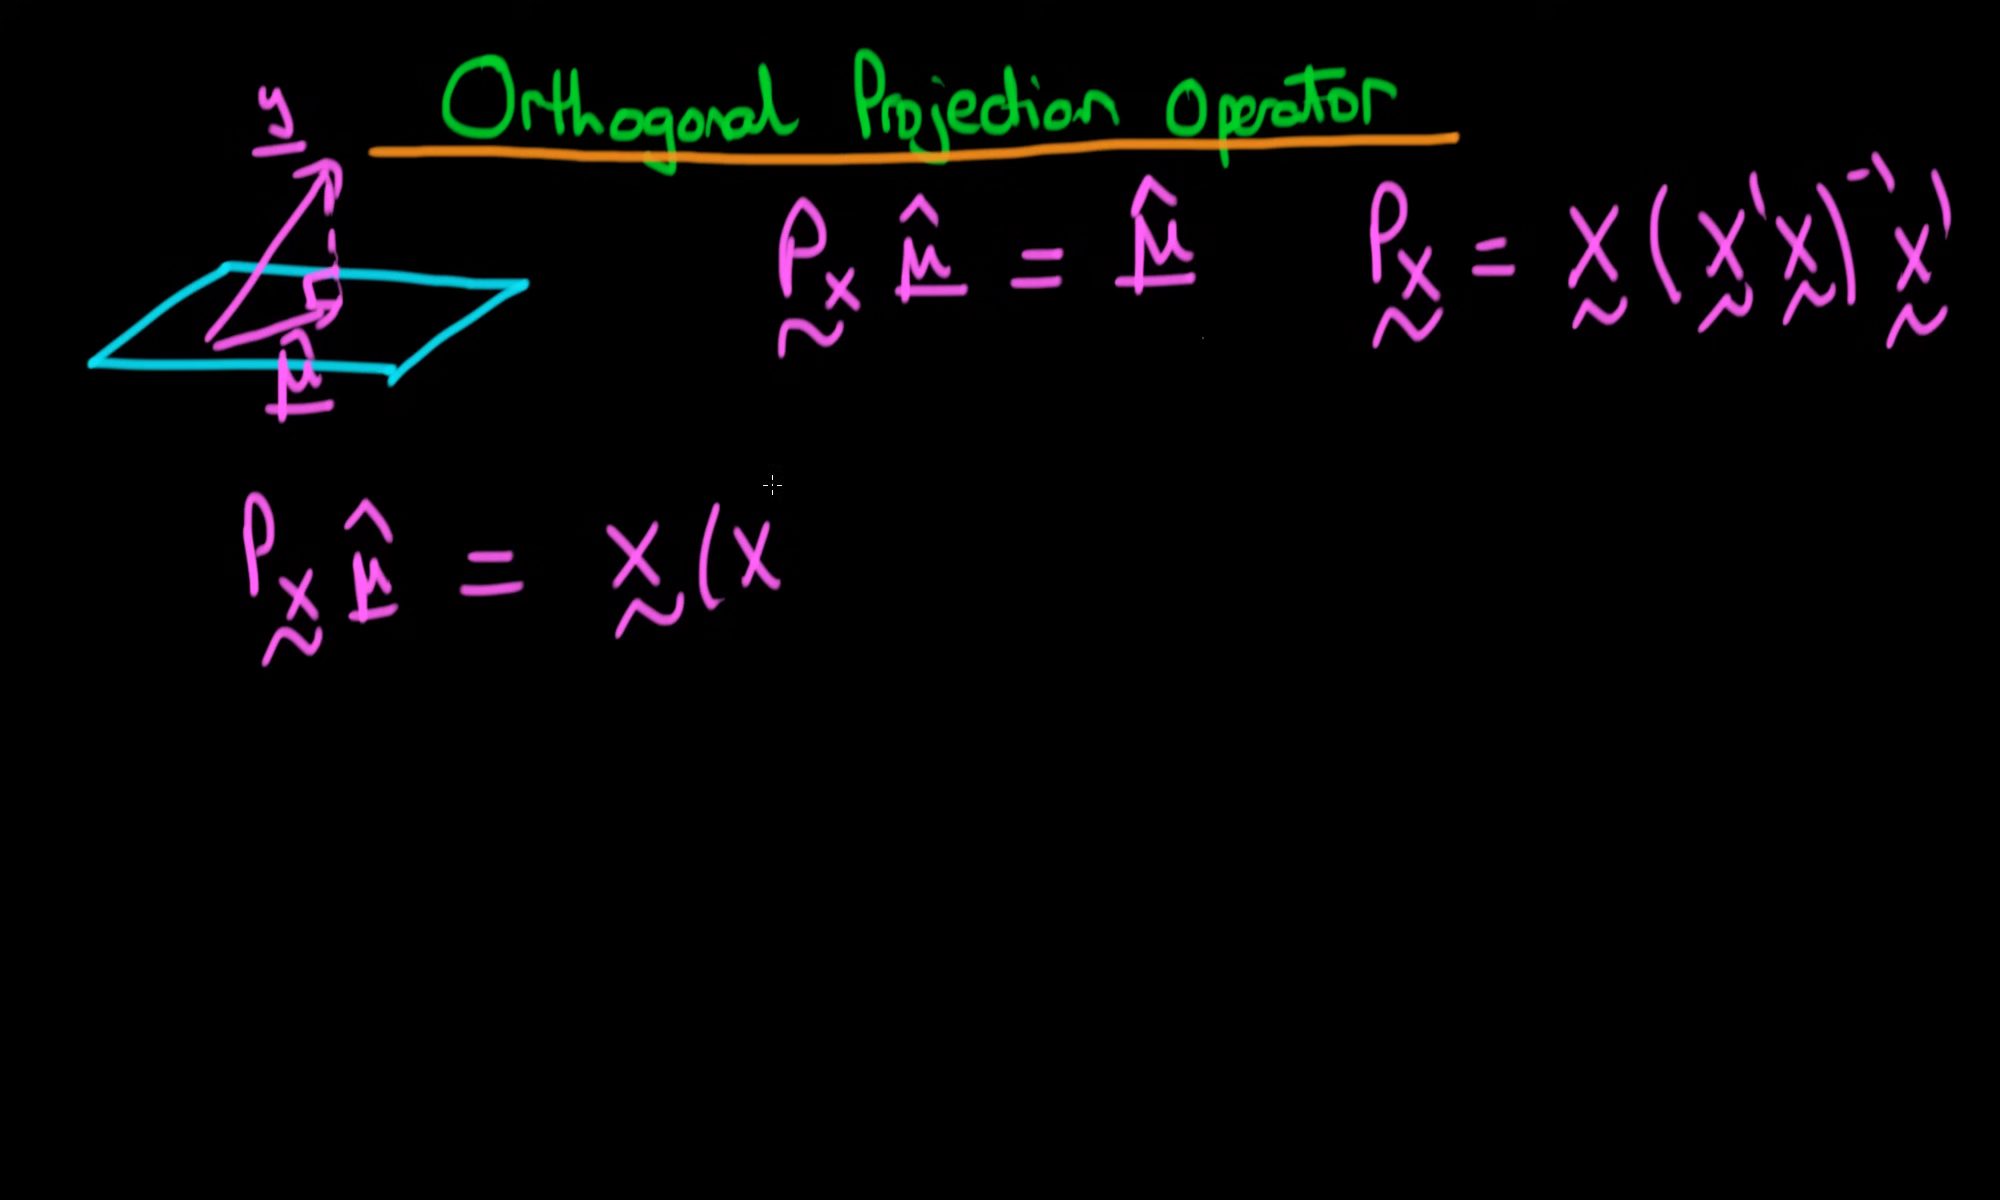 Orthogonal Projection Operator
y
P_X μ̂ = μ̂
P_X = X(X'X)⁻¹X'
μ̂
P_X μ̂ = X(X